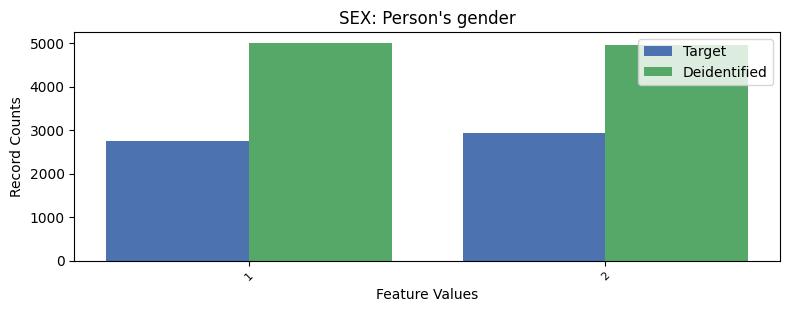 SEX: Person's gender
Target
Deidentified
5000
4000
3000
2000
1000
0
Record Counts
1
2
Feature Values